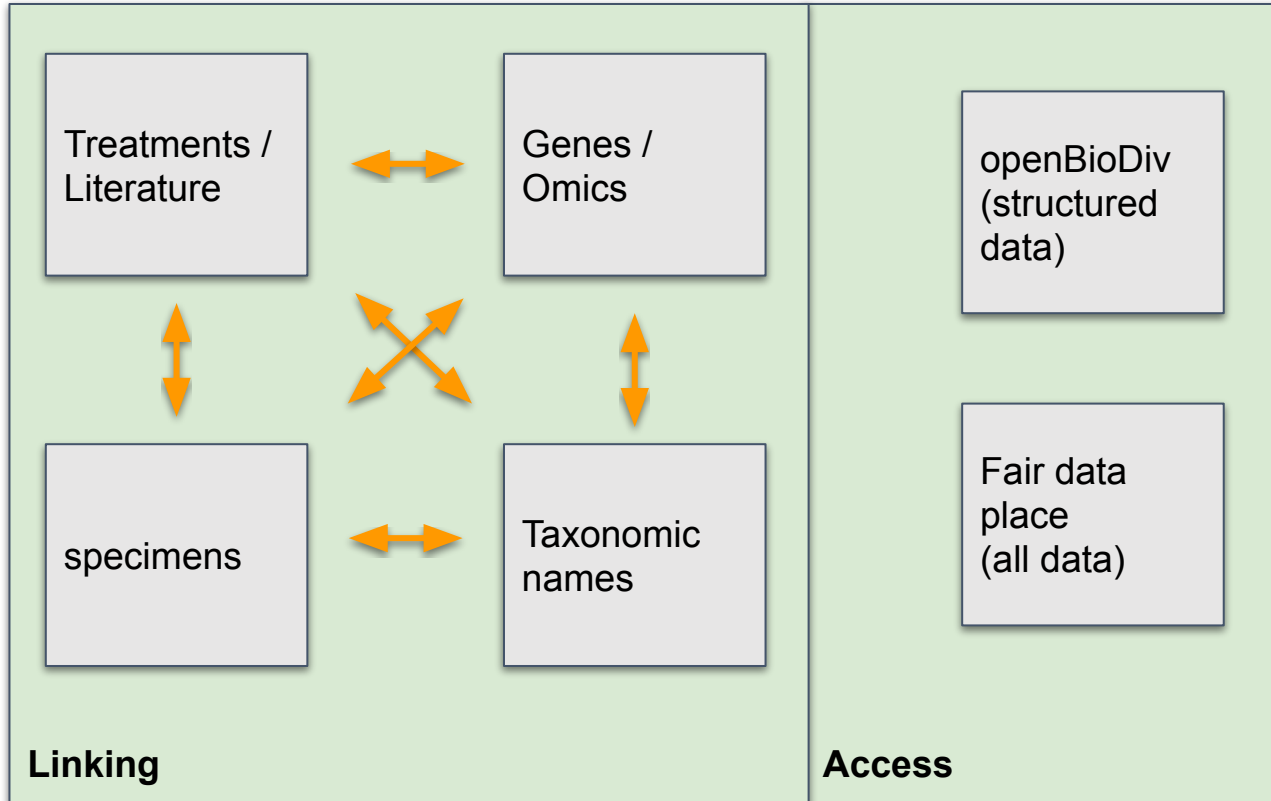 Treatments /
Literature
Genes /
Omics
specimens
Taxonomic
names
Linking
openBioDiv
(structured
data)
Fair data
place
(all data)
Access